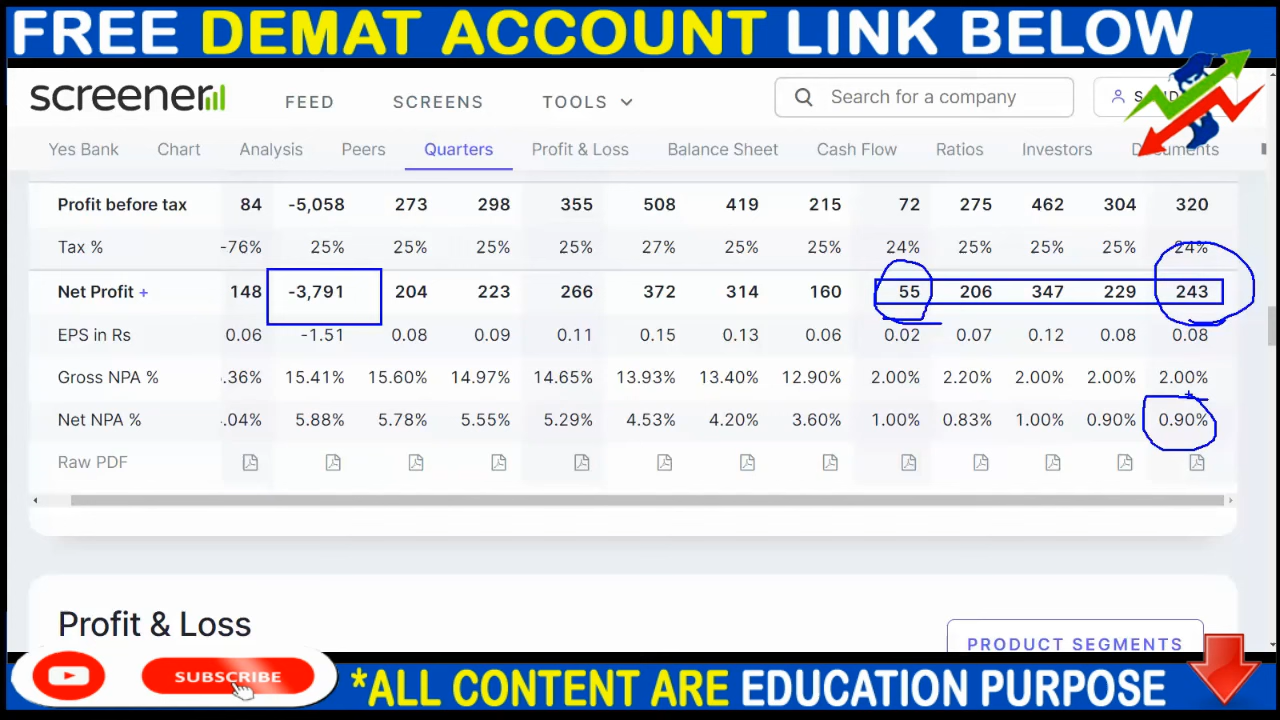 FREE DEMAT ACCOUNT LINK BELOW
screener
FEED SCREENS TOOLS
Search for a company
Yes Bank Chart Analysis Peers Quarters Profit & Loss Balance Sheet Cash Flow Ratios Investors Documents
Profit before tax 84 -5,058 273 298 355 508 419 215 72 275 462 304 320
Tax % -76% 25% 25% 25% 25% 27% 25% 25% 24% 25% 25% 25% 24%
Net Profit + 148 -3,791 204 223 266 372 314 160 55 206 347 229 243
EPS in Rs 0.06 -1.51 0.08 0.09 0.11 0.15 0.13 0.06 0.02 0.07 0.12 0.08 0.08
Gross NPA % .36% 15.41% 15.60% 14.97% 14.65% 13.93% 13.40% 12.90% 2.00% 2.20% 2.00% 2.00% 2.00%
Net NPA % .04% 5.88% 5.78% 5.55% 5.29% 4.53% 4.20% 3.60% 1.00% 0.83% 1.00% 0.90% 0.90%
Raw PDF
Profit & Loss
PRODUCT SEGMENTS
SUBSCRIBE
*ALL CONTENT ARE EDUCATION PURPOSE